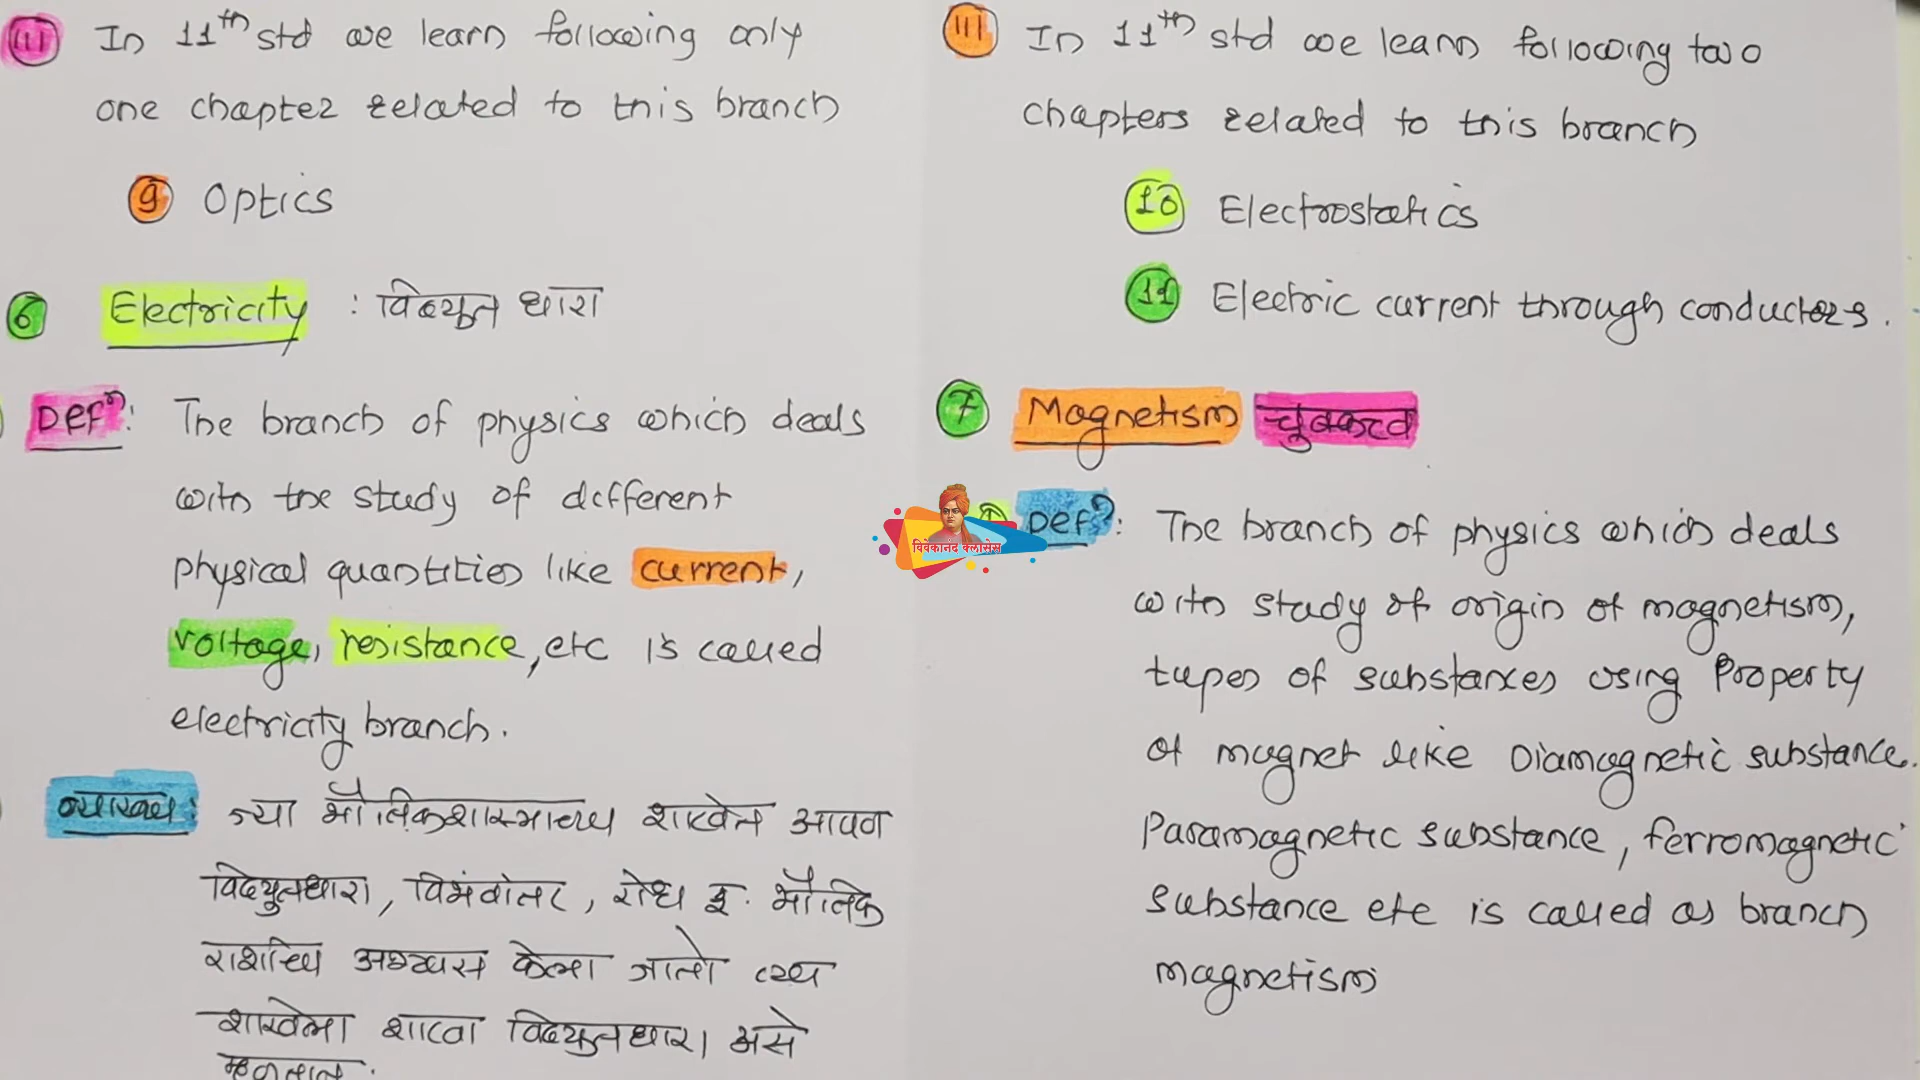 III In 11th std we learn following only
one chapter related to this branch
9 Optics
6 Electricity : विद्युत धारा
Defn: The branch of physics which deals
with the study of different
physical quantities like current,
voltage, resistance, etc is called
electricity branch.
व्याख्या: ज्या भौतिकशास्त्राच्या शाखेत आपण
विद्युतधारा, विभवांतर, रोध इ. भौतिक
राशींचा अभ्यास केला जातो त्या
शाखेला शाखा विद्युतधारा असे
म्हणतात.
III In 11th std we learn following two
chapters related to this branch
10 Electrostatics
11 Electric current through conductors.
7 Magnetism चुंबकत्व
विवेकानंद क्लासेस
Defn: The branch of physics which deals
with study of origin of magnetism,
types of substances using Property
of magnet like Diamagnetic substance.
Paramagnetic substance, ferromagnetic
substance etc is called as branch
magnetism